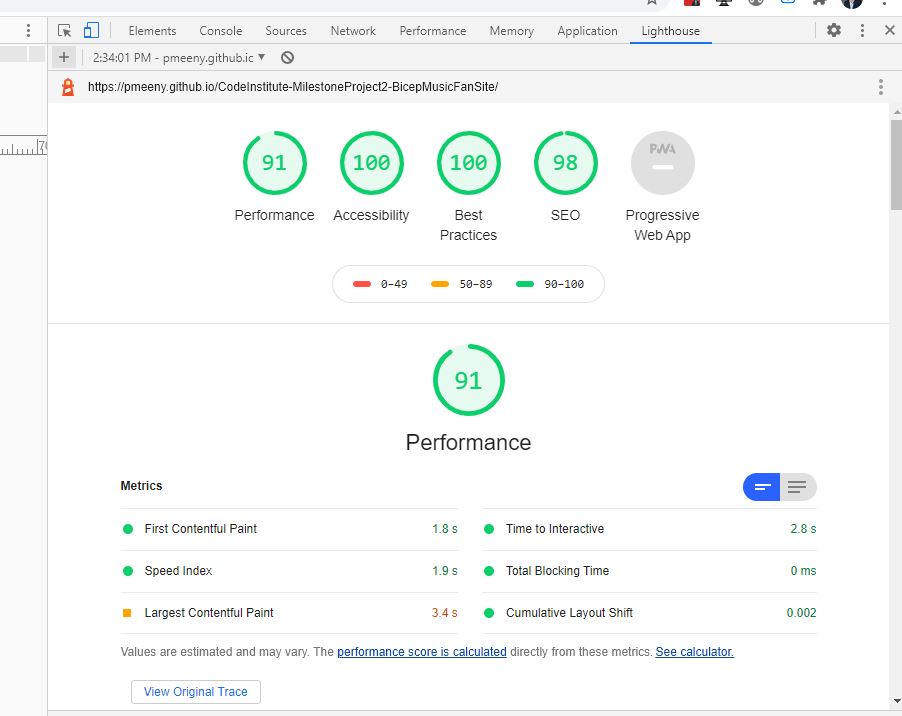 Elements Console Sources Network Performance Memory Application Lighthouse
2:34:01 PM - pmeeny.github.ic
https://pmeeny.github.io/CodeInstitute-MilestoneProject2-BicepMusicFanSite/
91 100 100 98 PWA
Performance Accessibility Best Practices SEO Progressive Web App
0–49 50–89 90–100
91
Performance
Metrics
First Contentful Paint 1.8 s
Time to Interactive 2.8 s
Speed Index 1.9 s
Total Blocking Time 0 ms
Largest Contentful Paint 3.4 s
Cumulative Layout Shift 0.002
Values are estimated and may vary. The performance score is calculated directly from these metrics. See calculator.
View Original Trace